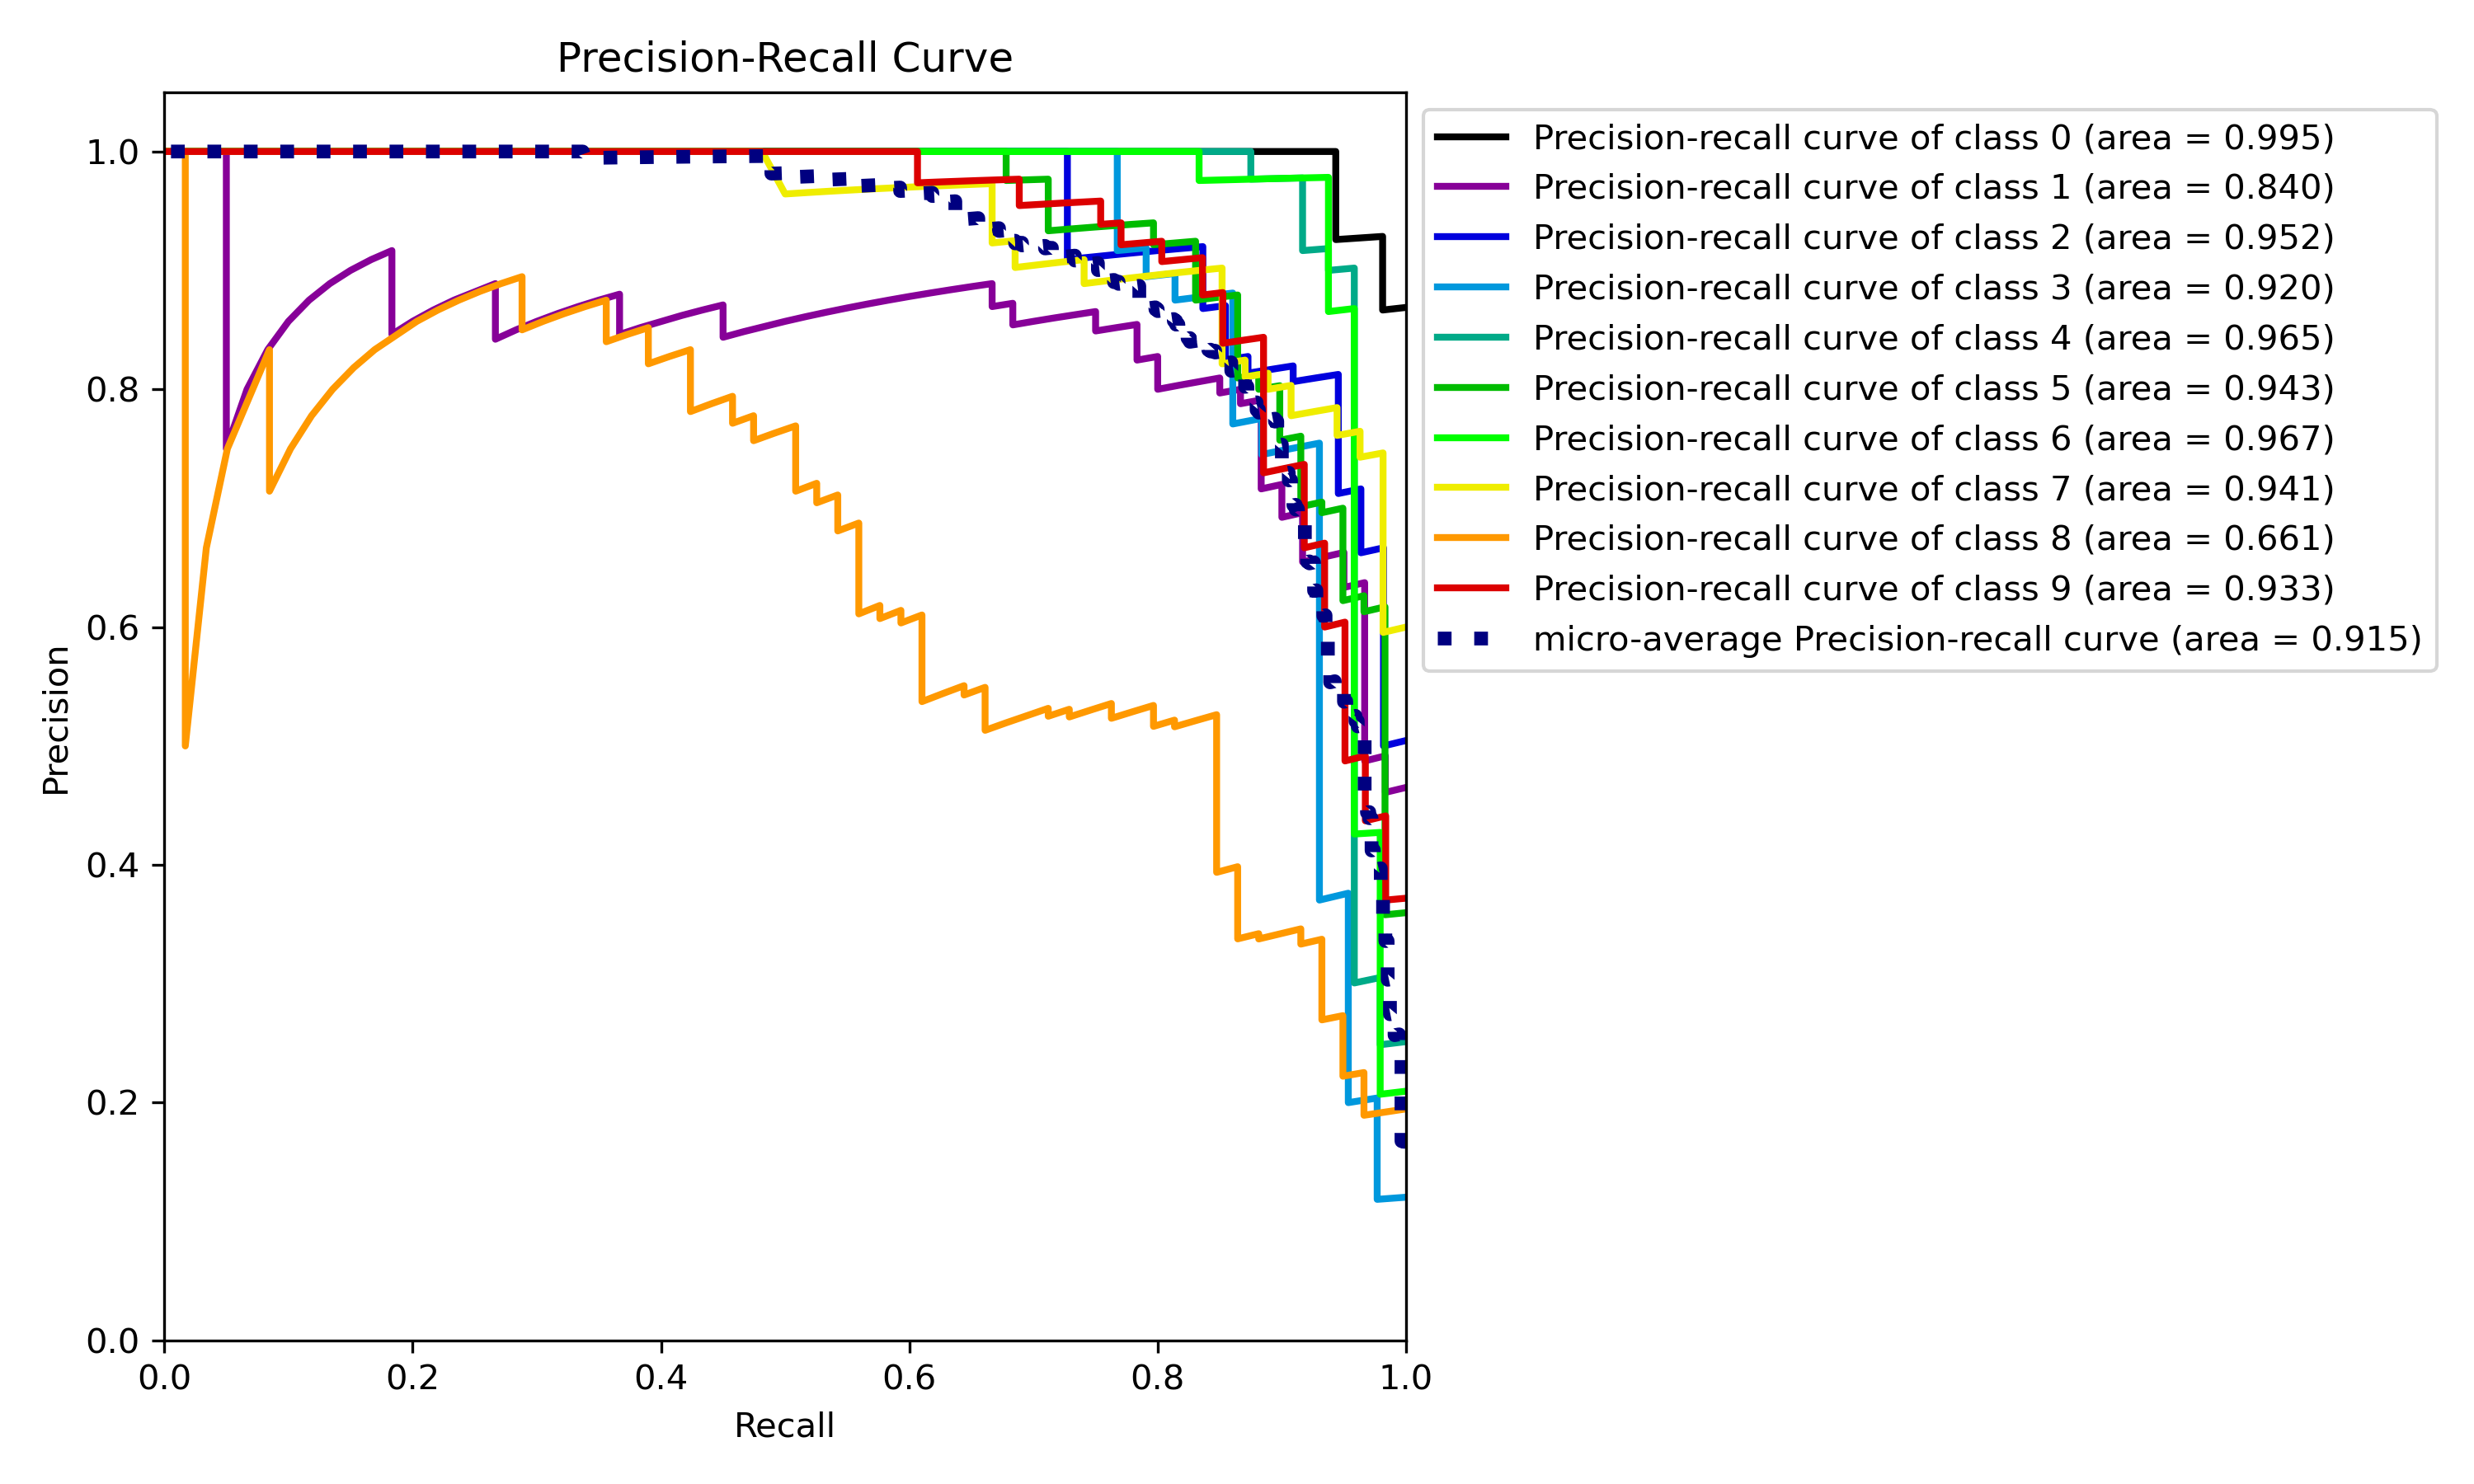 Precision-Recall Curve
Precision-recall curve of class 0 (area = 0.995)
Precision-recall curve of class 1 (area = 0.840)
Precision-recall curve of class 2 (area = 0.952)
Precision-recall curve of class 3 (area = 0.920)
Precision-recall curve of class 4 (area = 0.965)
Precision-recall curve of class 5 (area = 0.943)
Precision-recall curve of class 6 (area = 0.967)
Precision-recall curve of class 7 (area = 0.941)
Precision-recall curve of class 8 (area = 0.661)
Precision-recall curve of class 9 (area = 0.933)
micro-average Precision-recall curve (area = 0.915)
Precision
1.0
0.8
0.6
0.4
0.2
0.0
0.0 0.2 0.4 0.6 0.8 1.0
Recall